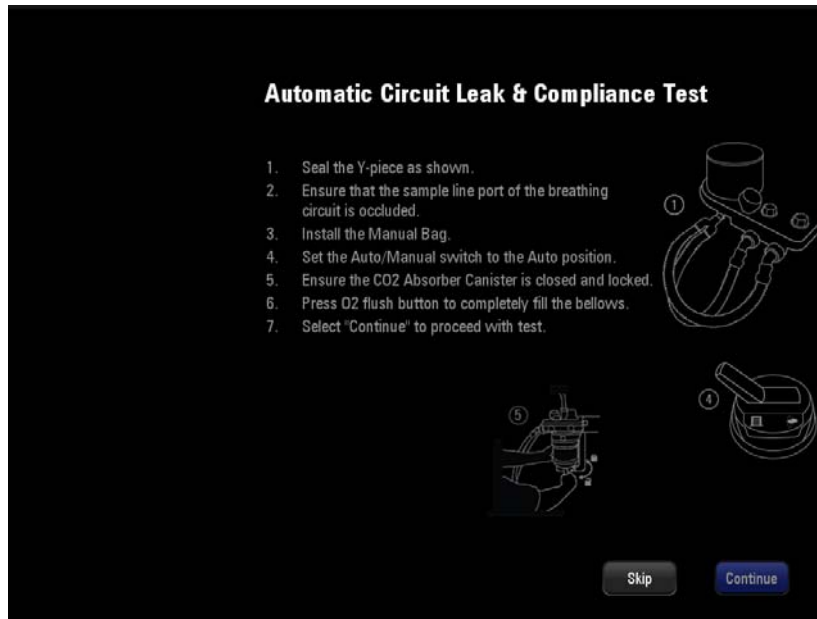 Automatic Circuit Leak & Compliance Test
1. Seal the Y-piece as shown.
2. Ensure that the sample line port of the breathing
circuit is occluded.
3. Install the Manual Bag.
4. Set the Auto/Manual switch to the Auto position.
5. Ensure the CO2 Absorber Canister is closed and locked.
6. Press O2 flush button to completely fill the bellows.
7. Select "Continue" to proceed with test.
1
4
5
Skip
Continue